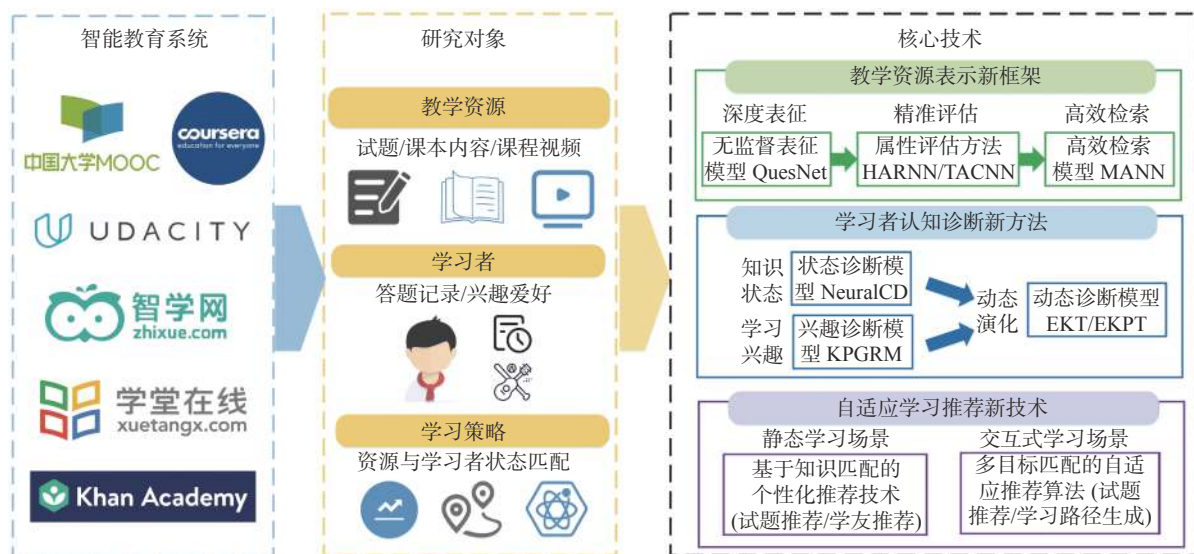 智能教育系统
中国大学MOOC
coursera
education for everyone
UDACITY
智学网
zhixue.com
学堂在线
xuetangx.com
Khan Academy
研究对象
教学资源
试题/课本内容/课程视频
学习者
答题记录/兴趣爱好
学习策略
资源与学习者状态匹配
核心技术
教学资源表示新框架
深度表征
无监督表征
模型 QuesNet
精准评估
属性评估方法
HARNN/TACNN
高效检索
高效检索
模型 MANN
学习者认知诊断新方法
知识
状态
状态诊断模
型 NeuralCD
学习
兴趣
兴趣诊断模
型 KPGRM
动态
演化
动态诊断模型
EKT/EKPT
自适应学习推荐新技术
静态学习场景
基于知识匹配的
个性化推荐技术
(试题推荐/学友推荐)
交互式学习场景
多目标匹配的自适
应推荐算法 (试题
推荐/学习路径生成)